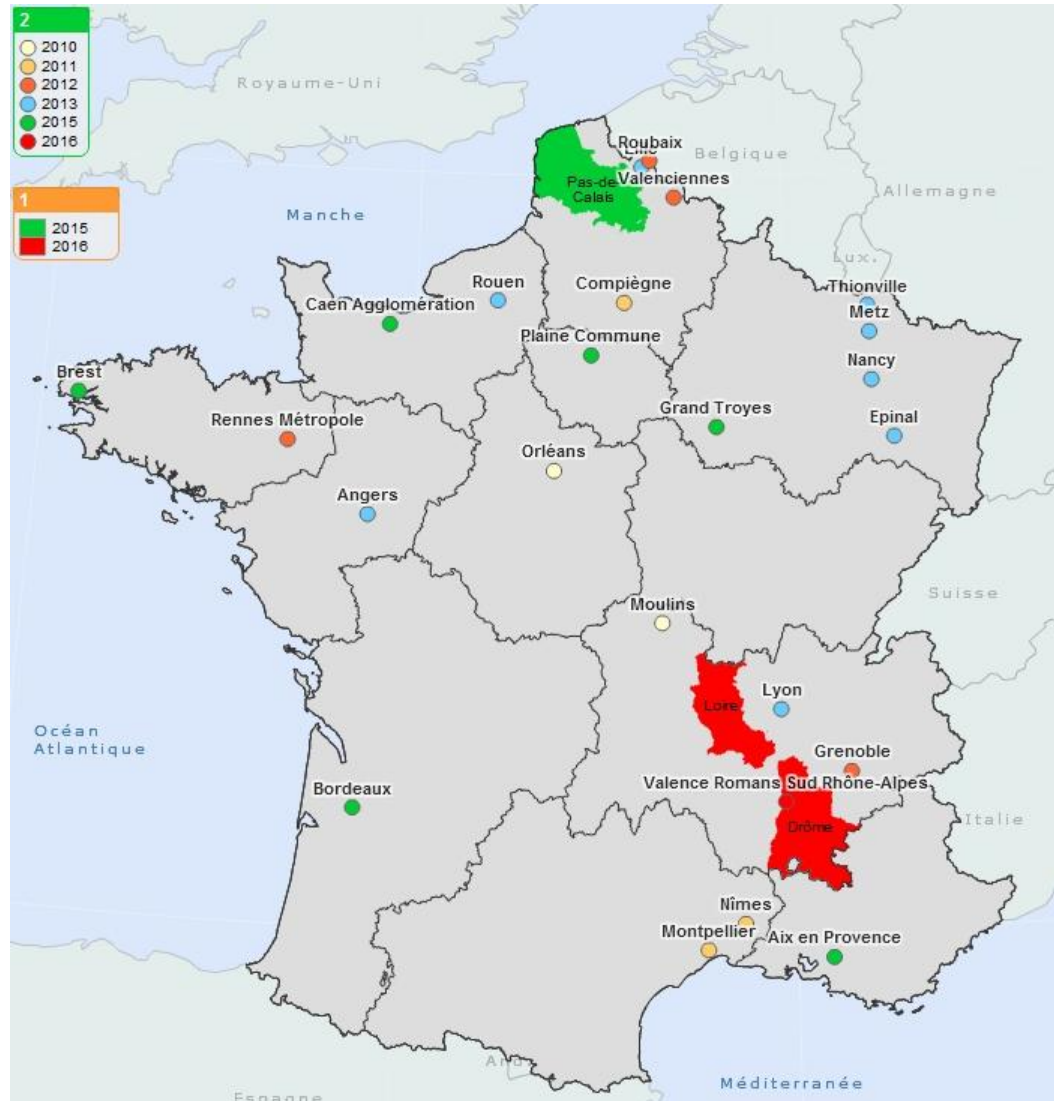 2
2010
2011
2012
2013
2015
2016
1
2015
2016
Royaume-Uni
Belgique
Allemagne
Lux.
Manche
Roubaix
Valenciennes
Pas-de-
Calais
Rouen
Caen Agglomération
Compiègne
Plaine Commune
Thionville
Metz
Nancy
Epinal
Brest
Rennes Métropole
Grand Troyes
Orléans
Angers
Suisse
Moulins
Loire
Lyon
Océan
Atlantique
Grenoble
Valence Romans Sud Rhône-Alpes
Bordeaux
Drôme
Italie
Nîmes
Montpellier
Aix en Provence
Méditerranée
Espagne